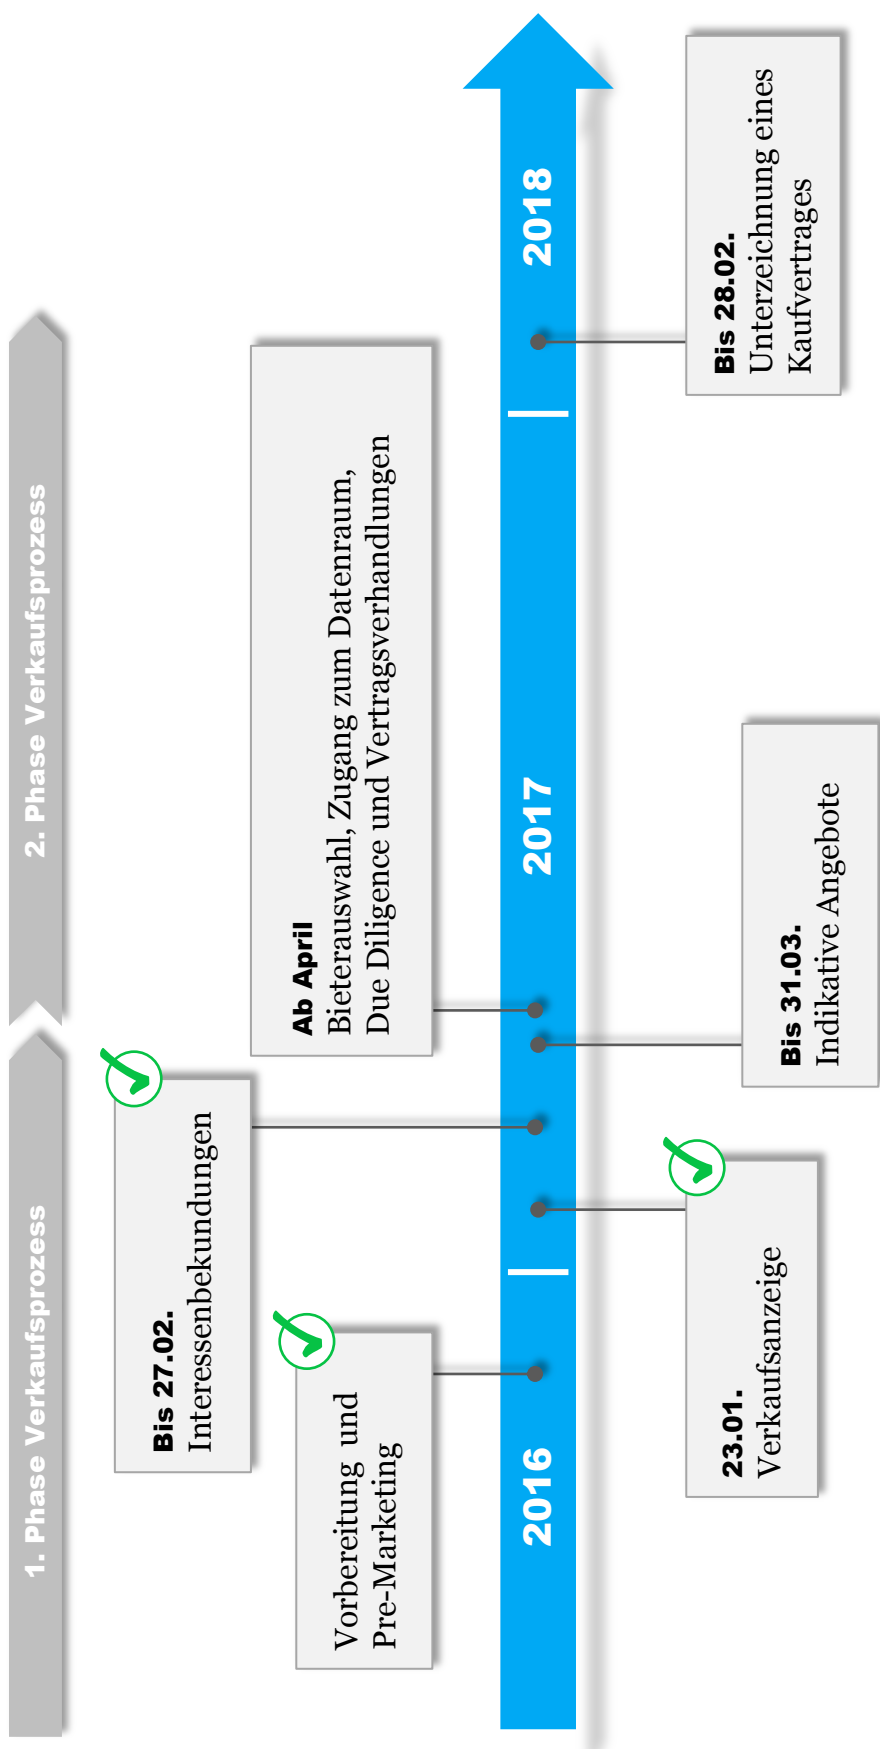 1. Phase Verkaufsprozess
2. Phase Verkaufsprozess
Bis 27.02.
Interessenbekundungen
Vorbereitung und
Pre-Marketing
Ab April
Bieterauswahl, Zugang zum Datenraum,
Due Diligence und Vertragsverhandlungen
2016
2017
2018
23.01.
Verkaufsanzeige
Bis 31.03.
Indikative Angebote
Bis 28.02.
Unterzeichnung eines
Kaufvertrages